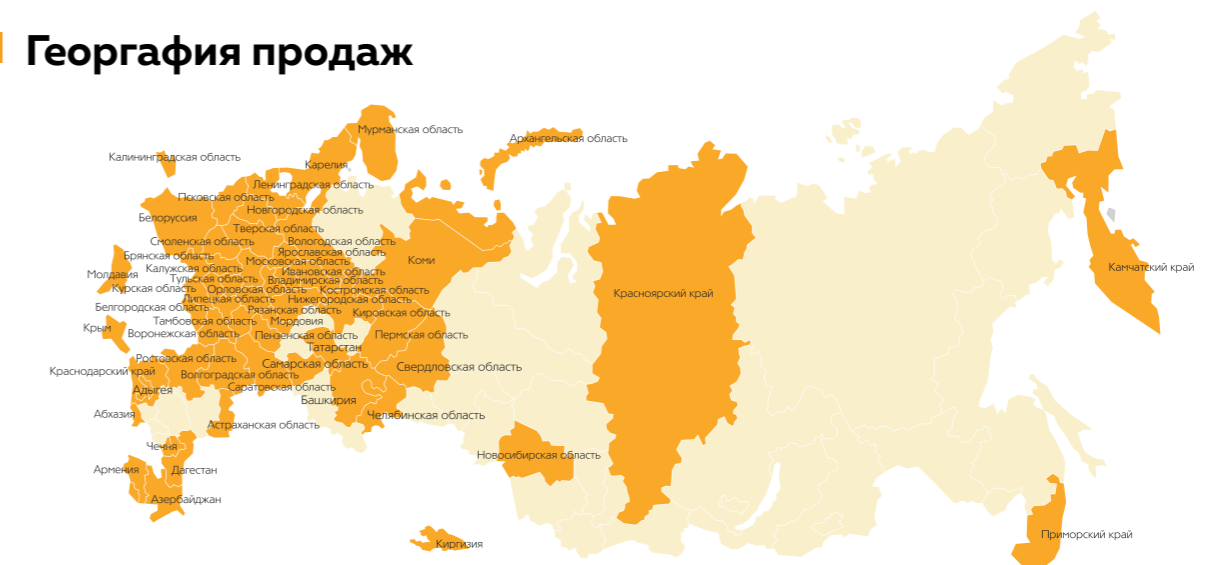 Георгафия продаж
Мурманская область
Архангельская область
Калининградская область
Карелия
Ленинградская область
Псковская область
Новгородская область
Белоруссия
Тверская область
Смоленская область
Вологодская область
Ярославская область
Брянская область
Московская область
Коми
Калужская область
Ивановская область
Молдавия
Тульская область
Владимирская область
Камчатский край
Курская область
Орловская область
Костромская область
Красноярский край
Липецкая область
Нижегородская область
Белгородская область
Рязанская область
Кировская область
Тамбовская область
Мордовия
Крым
Воронежская область
Пензенская область
Пермская область
Татарстан
Ростовская область
Самарская область
Свердловская область
Краснодарский край
Волгоградская область
Саратовская область
Адыгея
Башкирия
Абхазия
Челябинская область
Астраханская область
Чечня
Новосибирская область
Армения
Дагестан
Азербайджан
Приморский край
Киргизия